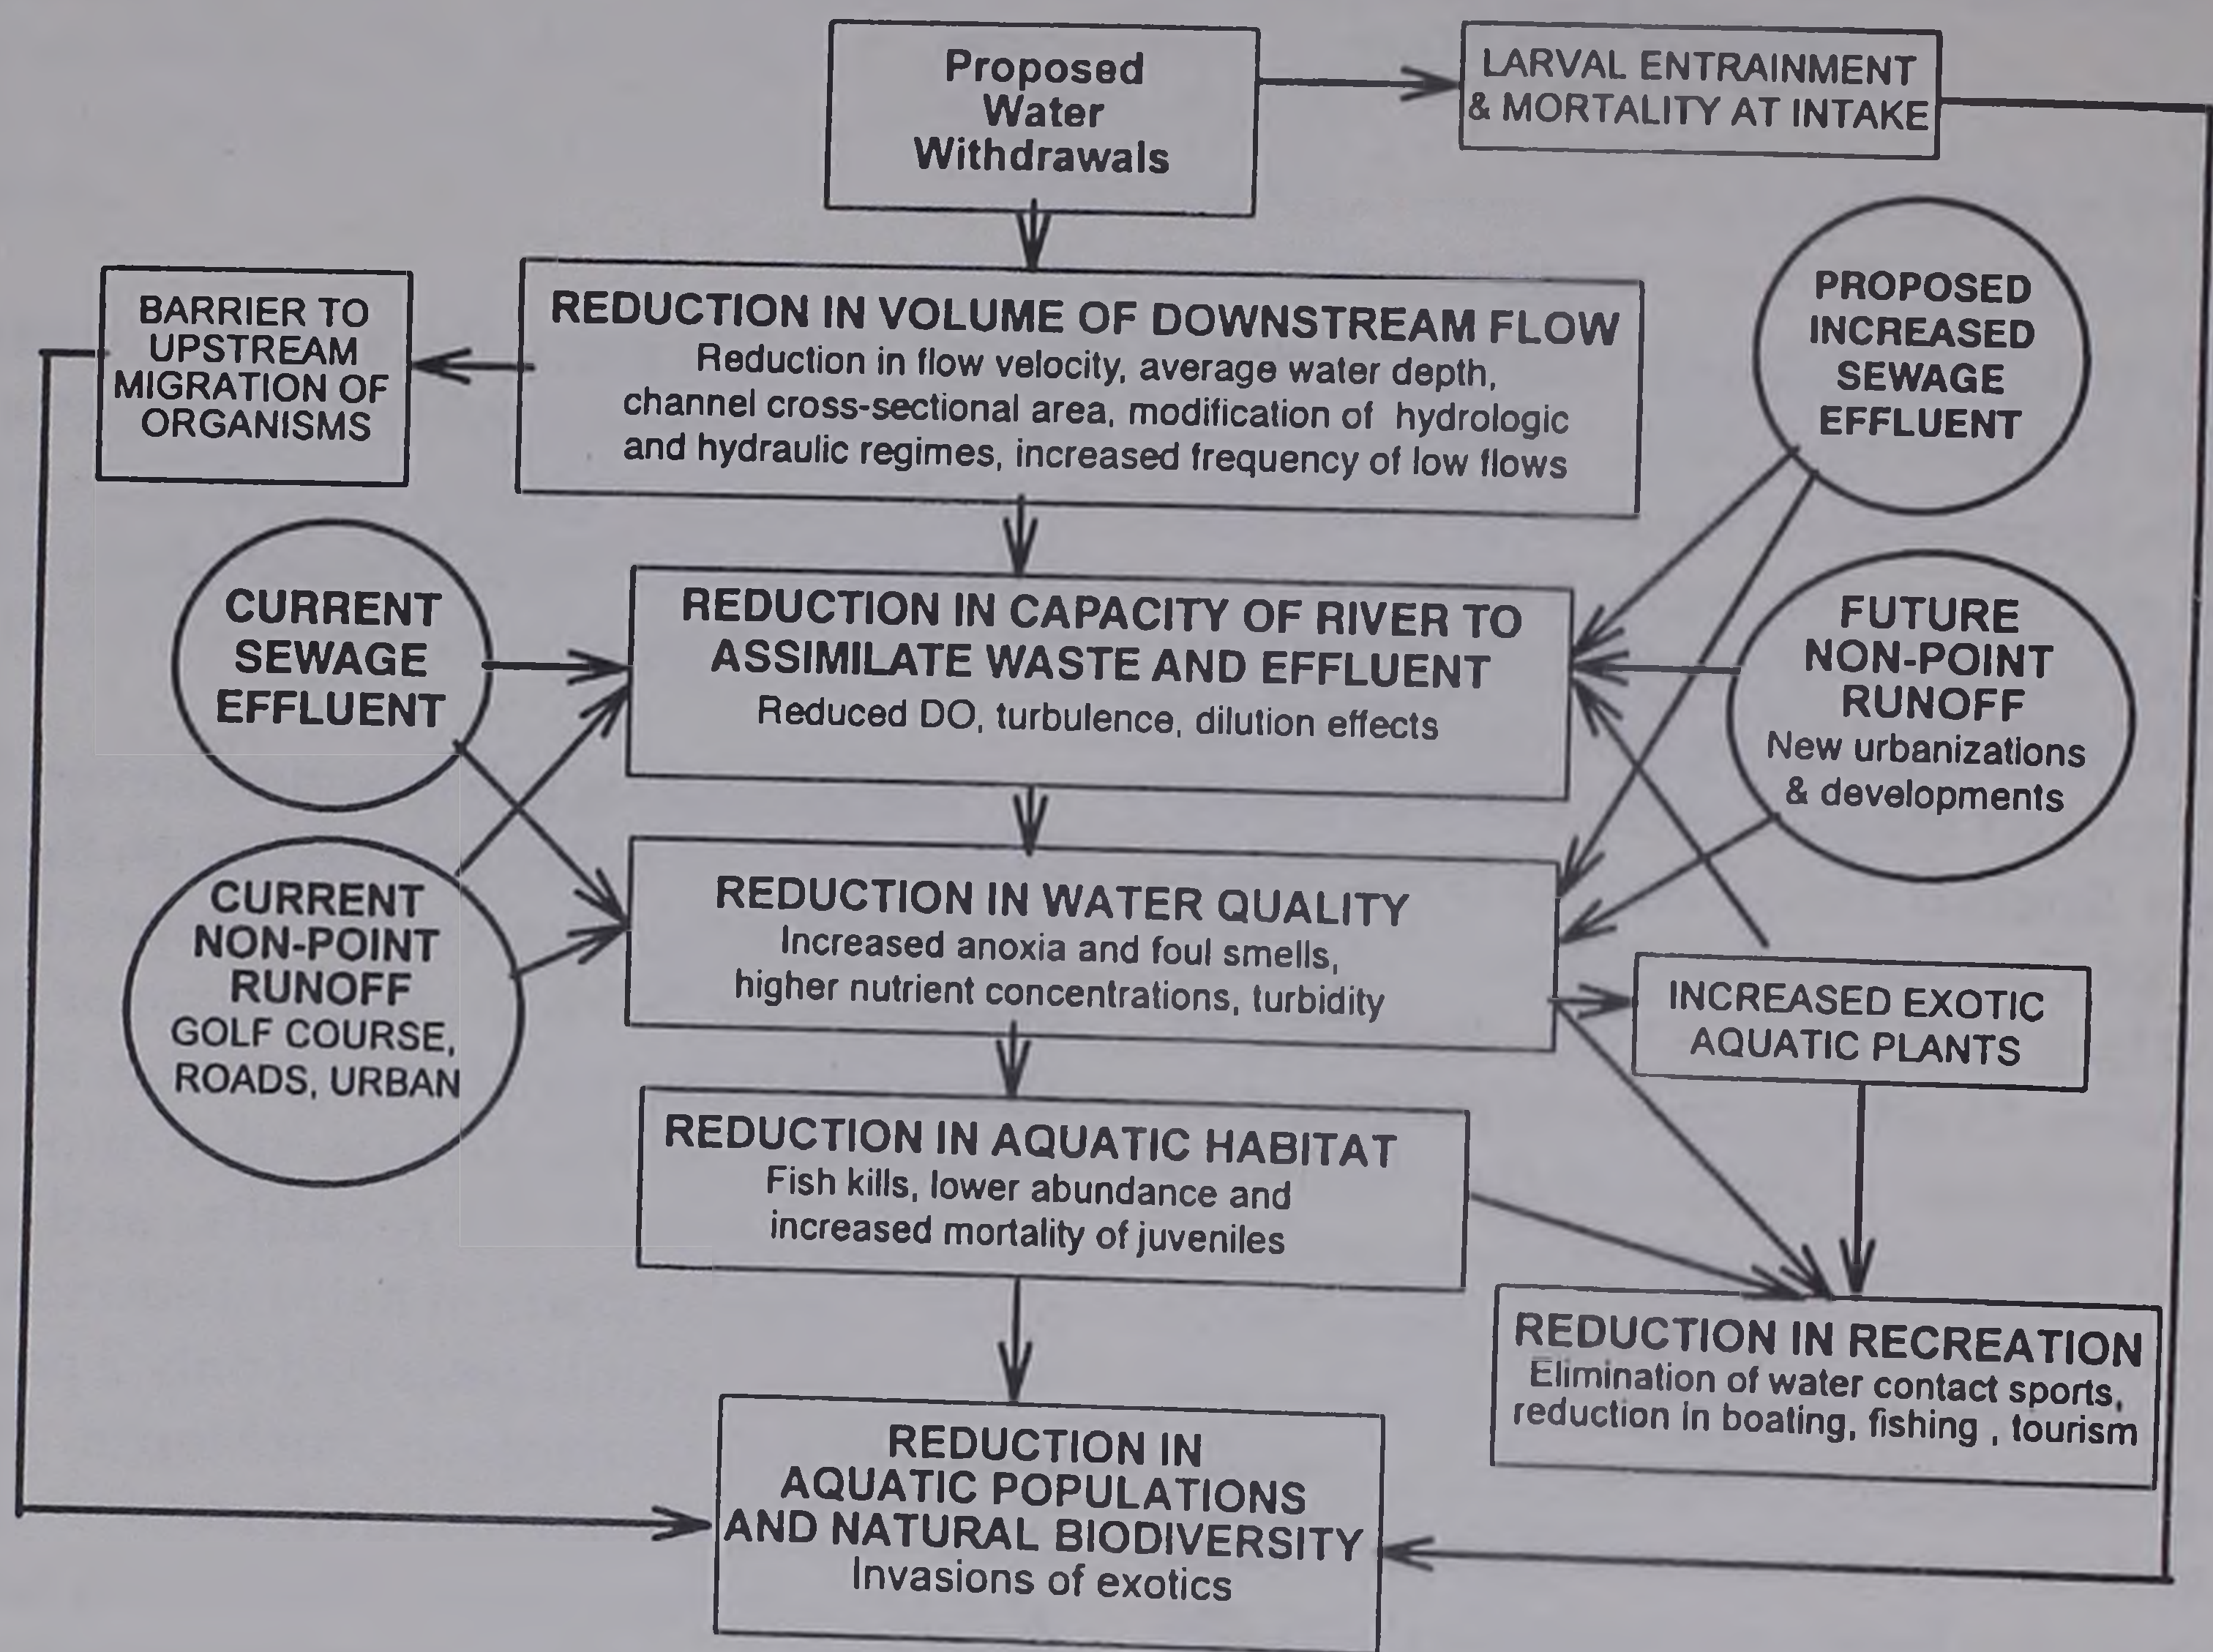 Proposed
Water
Withdrawals
LARVAL ENTRAINMENT
& MORTALITY AT INTAKE
BARRIER TO
UPSTREAM
MIGRATION OF
ORGANISMS
REDUCTION IN VOLUME OF DOWNSTREAM FLOW
Reduction in flow velocity, average water depth,
channel cross-sectional area, modification of hydrologic
and hydraulic regimes, increased frequency of low flows
PROPOSED
INCREASED
SEWAGE
EFFLUENT
CURRENT
SEWAGE
EFFLUENT
REDUCTION IN CAPACITY OF RIVER TO
ASSIMILATE WASTE AND EFFLUENT
Reduced DO, turbulence, dilution effects
FUTURE
NON-POINT
RUNOFF
New urbanizations
& developments
CURRENT
NON-POINT
RUNOFF
GOLF COURSE,
ROADS, URBAN
REDUCTION IN WATER QUALITY
Increased anoxia and foul smells,
higher nutrient concentrations, turbidity
INCREASED EXOTIC
AQUATIC PLANTS
REDUCTION IN AQUATIC HABITAT
Fish kills, lower abundance and
increased mortality of juveniles
REDUCTION IN RECREATION
Elimination of water contact sports,
reduction in boating, fishing , tourism
REDUCTION IN
AQUATIC POPULATIONS
AND NATURAL BIODIVERSITY
Invasions of exotics